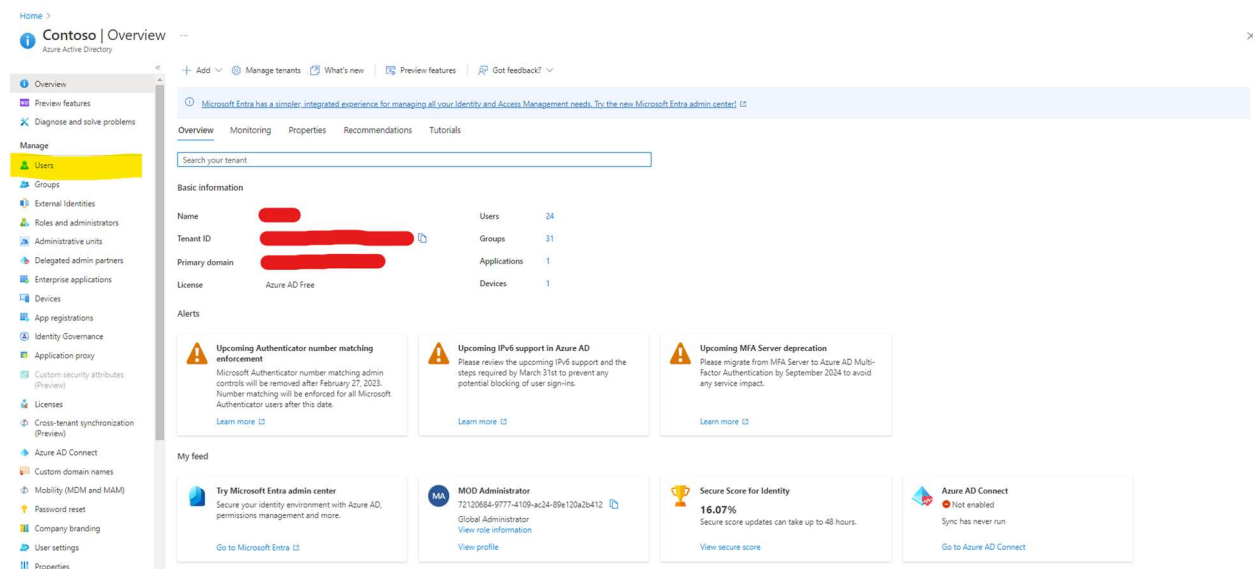 Home >
Contoso | Overview ...
Azure Active Directory
«
Overview
Preview features
Diagnose and solve problems
Manage
Users
Groups
External Identities
Roles and administrators
Administrative units
Delegated admin partners
Enterprise applications
Devices
App registrations
Identity Governance
Application proxy
Custom security attributes
(Preview)
Licenses
Cross-tenant synchronization
(Preview)
Azure AD Connect
Custom domain names
Mobility (MDM and MAM)
Password reset
Company branding
User settings
Properties
Add Manage tenants What's new Preview features Got feedback?
Microsoft Entra has a simpler, integrated experience for managing all your Identity and Access Management needs. Try the new Microsoft Entra admin center!
Overview Monitoring Properties Recommendations Tutorials
Search your tenant
Basic information
Name
Users 24
Tenant ID
Groups 31
Primary domain
Applications 1
License Azure AD Free
Devices 1
Alerts
Upcoming Authenticator number matching
enforcement
Microsoft Authenticator number matching admin
controls will be removed after February 27, 2023.
Number matching will be enforced for all Microsoft
Authenticator users after this date.
Learn more
Upcoming IPv6 support in Azure AD
Please review the upcoming IPv6 support and the
steps required by March 31st to prevent any
potential blocking of user sign-ins.
Learn more
Upcoming MFA Server deprecation
Please migrate from MFA Server to Azure AD Multi-
Factor Authentication by September 2024 to avoid
any service impact.
Learn more
My feed
Try Microsoft Entra admin center
Secure your identity environment with Azure AD,
permissions management and more.
Go to Microsoft Entra
MA
MOD Administrator
72120684-9777-4109-ac24-89e120a2b412
Global Administrator
View role information
View profile
Secure Score for Identity
16.07%
Secure score updates can take up to 48 hours.
View secure score
Azure AD Connect
Not enabled
Sync has never run
Go to Azure AD Connect